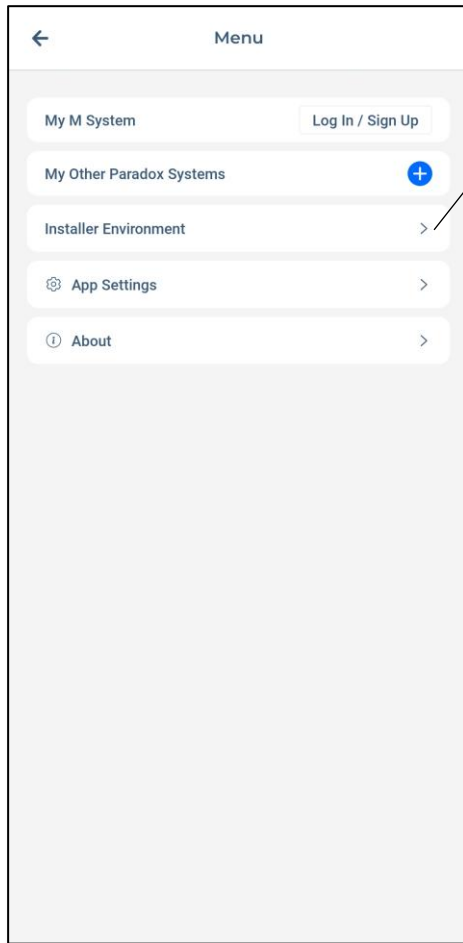 Menu
My M System Log In / Sign Up
My Other Paradox Systems
Installer Environment
App Settings
About